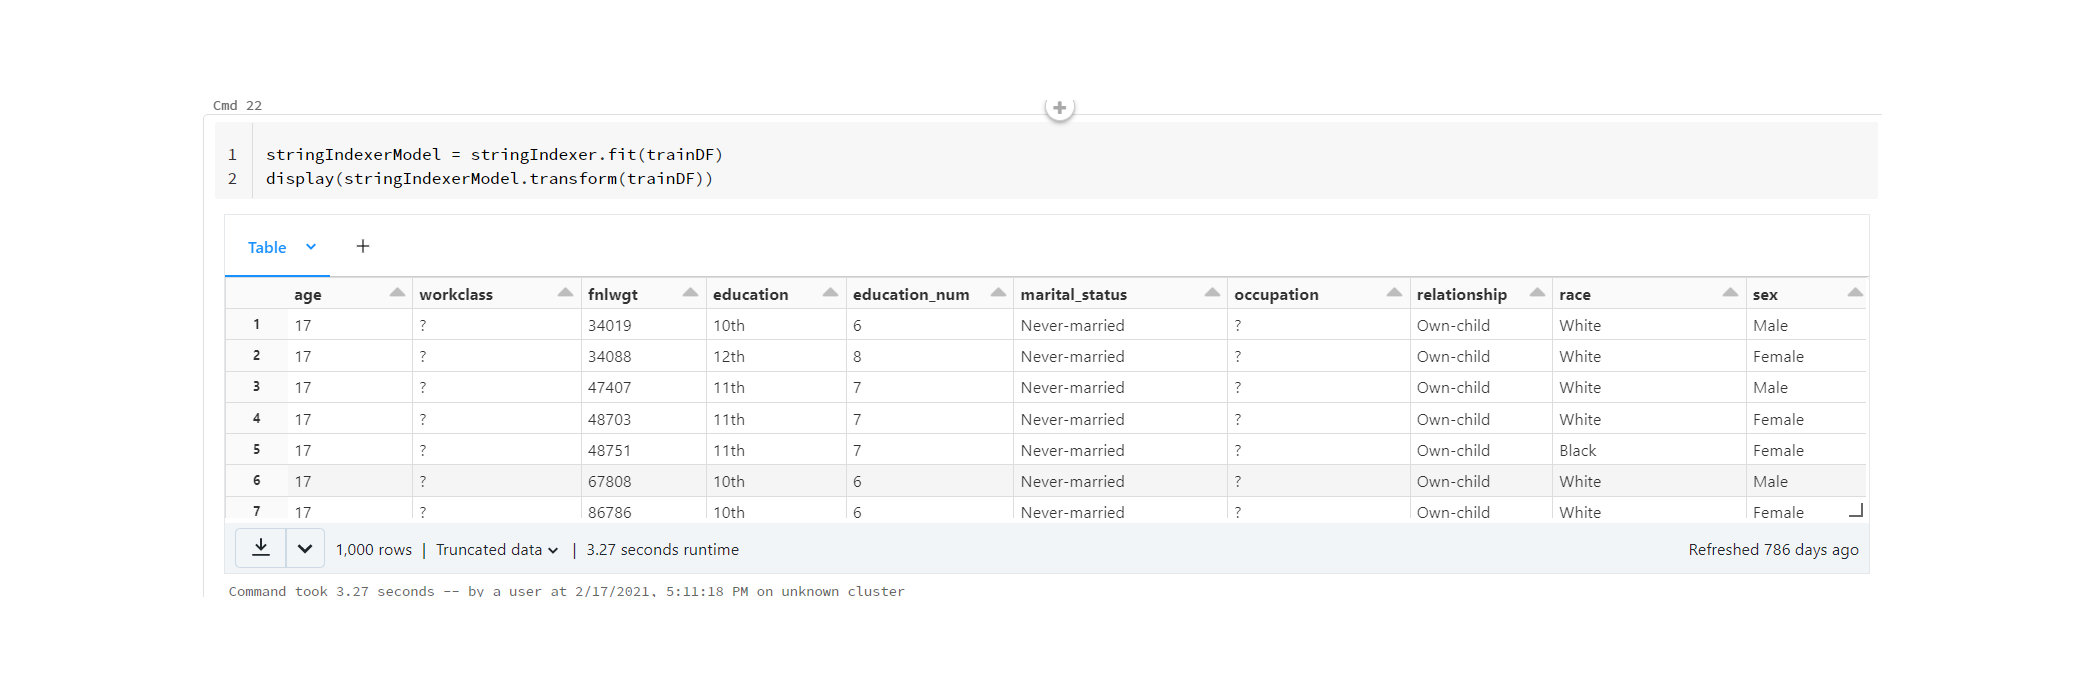 Cmd 22
1 stringIndexerModel = stringIndexer.fit(trainDF)
2 display(stringIndexerModel.transform(trainDF))
Table +
age workclass fnlwgt education education_num marital_status occupation relationship race sex
1 17 ? 34019 10th 6 Never-married ? Own-child White Male
2 17 ? 34088 12th 8 Never-married ? Own-child White Female
3 17 ? 47407 11th 7 Never-married ? Own-child White Male
4 17 ? 48703 11th 7 Never-married ? Own-child White Female
5 17 ? 48751 11th 7 Never-married ? Own-child Black Female
6 17 ? 67808 10th 6 Never-married ? Own-child White Male
7 17 ? 86786 10th 6 Never-married ? Own-child White Female
1,000 rows | Truncated data | 3.27 seconds runtime Refreshed 786 days ago
Command took 3.27 seconds -- by a user at 2/17/2021, 5:11:18 PM on unknown cluster